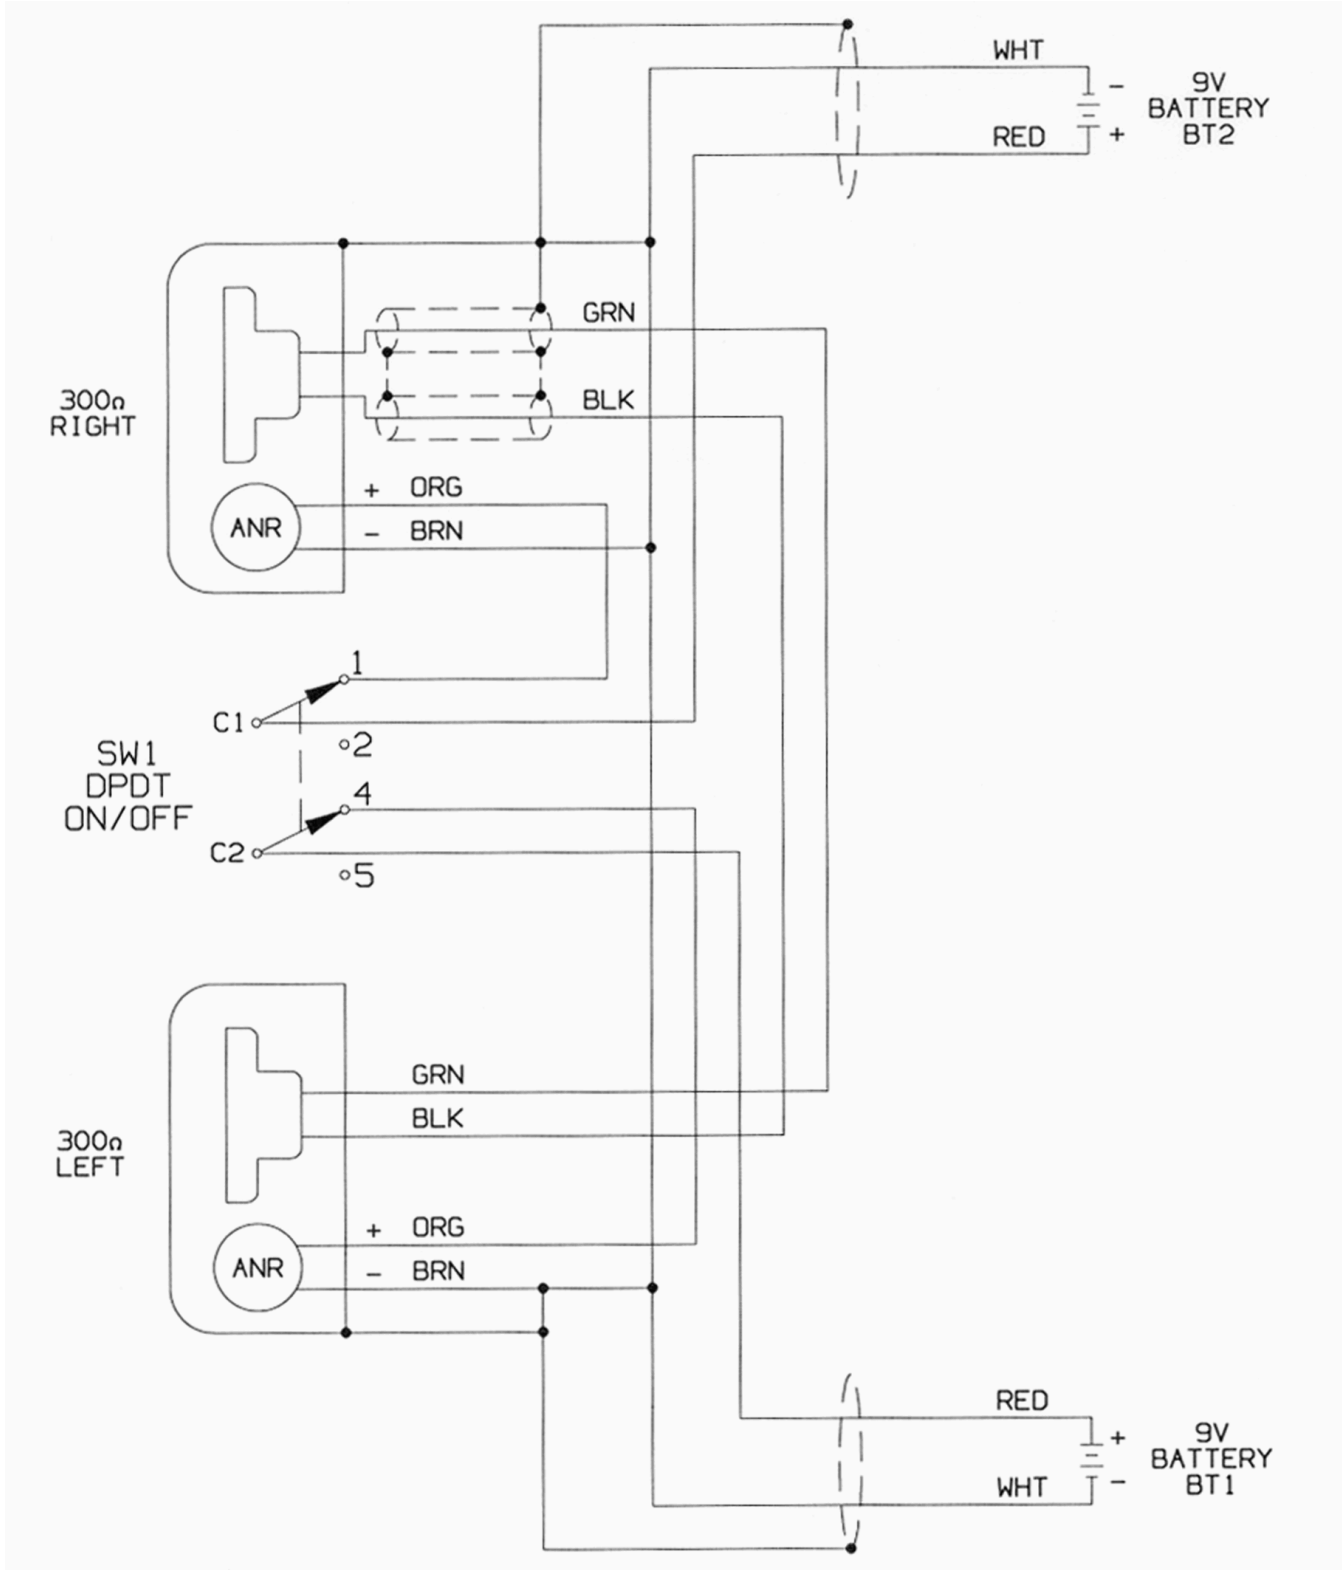 WHT
-
9V
BATTERY
BT2
RED
+
GRN
300Ω
RIGHT
BLK
+ ORG
ANR
- BRN
1
C1
2
SW1
DPDT
ON/OFF
4
C2
5
GRN
BLK
300Ω
LEFT
+ ORG
ANR
- BRN
RED
+
9V
BATTERY
BT1
WHT
-